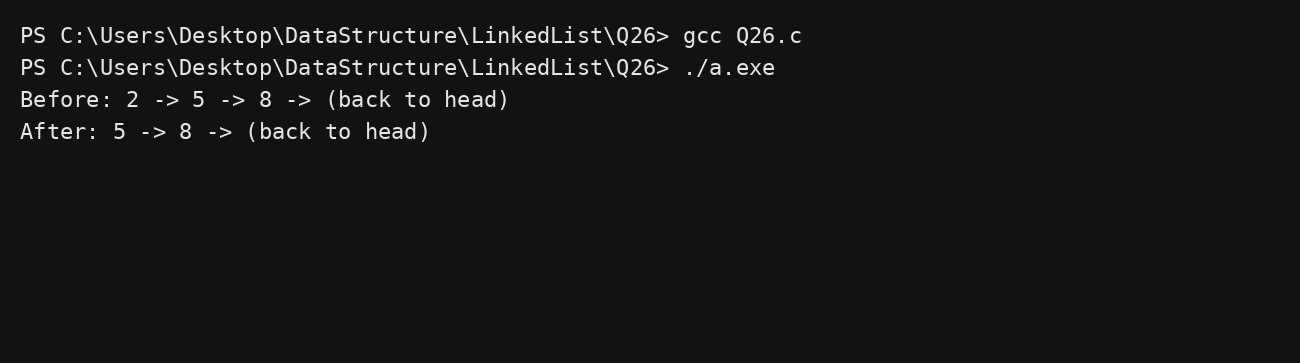 PS C:\Users\Desktop\DataStructure\LinkedList\Q26> gcc Q26.c
PS C:\Users\Desktop\DataStructure\LinkedList\Q26> ./a.exe
Before: 2 -> 5 -> 8 -> (back to head)
After: 5 -> 8 -> (back to head)